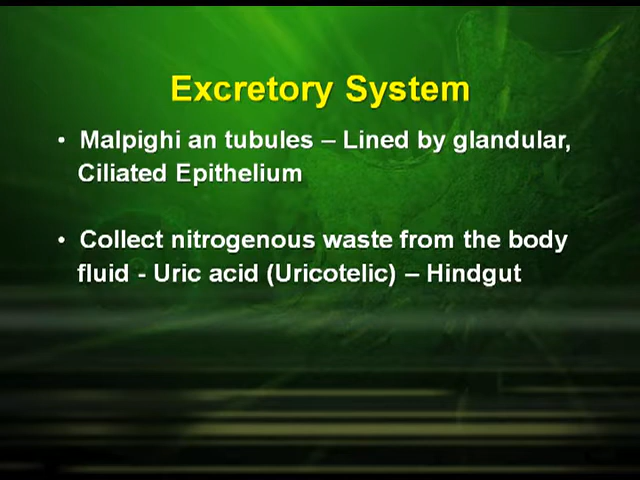 Excretory System
• Malpighi an tubules – Lined by glandular,
Ciliated Epithelium
• Collect nitrogenous waste from the body
fluid - Uric acid (Uricotelic) – Hindgut